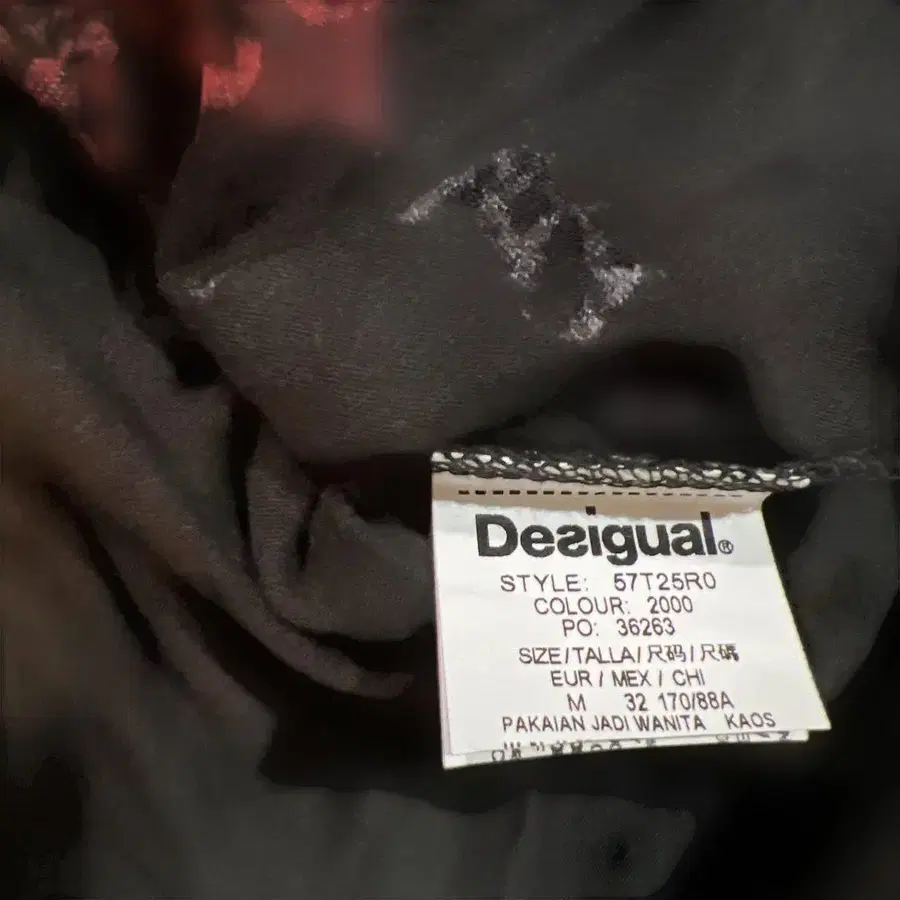 Desigual®
STYLE: 57T25R0
COLOUR: 2000
PO: 36263
SIZE/TALLA/尺码/尺碼
EUR / MEX / CHI
M 32 170/88A
PAKAIAN JADI WANITA KAOS